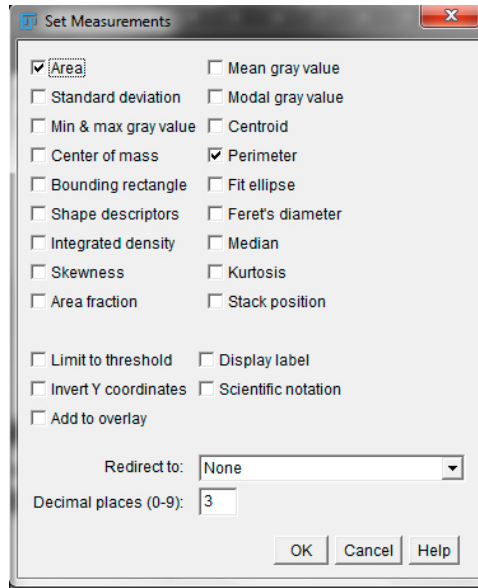 Set Measurements
Area Mean gray value
Standard deviation Modal gray value
Min & max gray value Centroid
Center of mass Perimeter
Bounding rectangle Fit ellipse
Shape descriptors Feret's diameter
Integrated density Median
Skewness Kurtosis
Area fraction Stack position
Limit to threshold Display label
Invert Y coordinates Scientific notation
Add to overlay
Redirect to: None
Decimal places (0-9): 3
OK Cancel Help